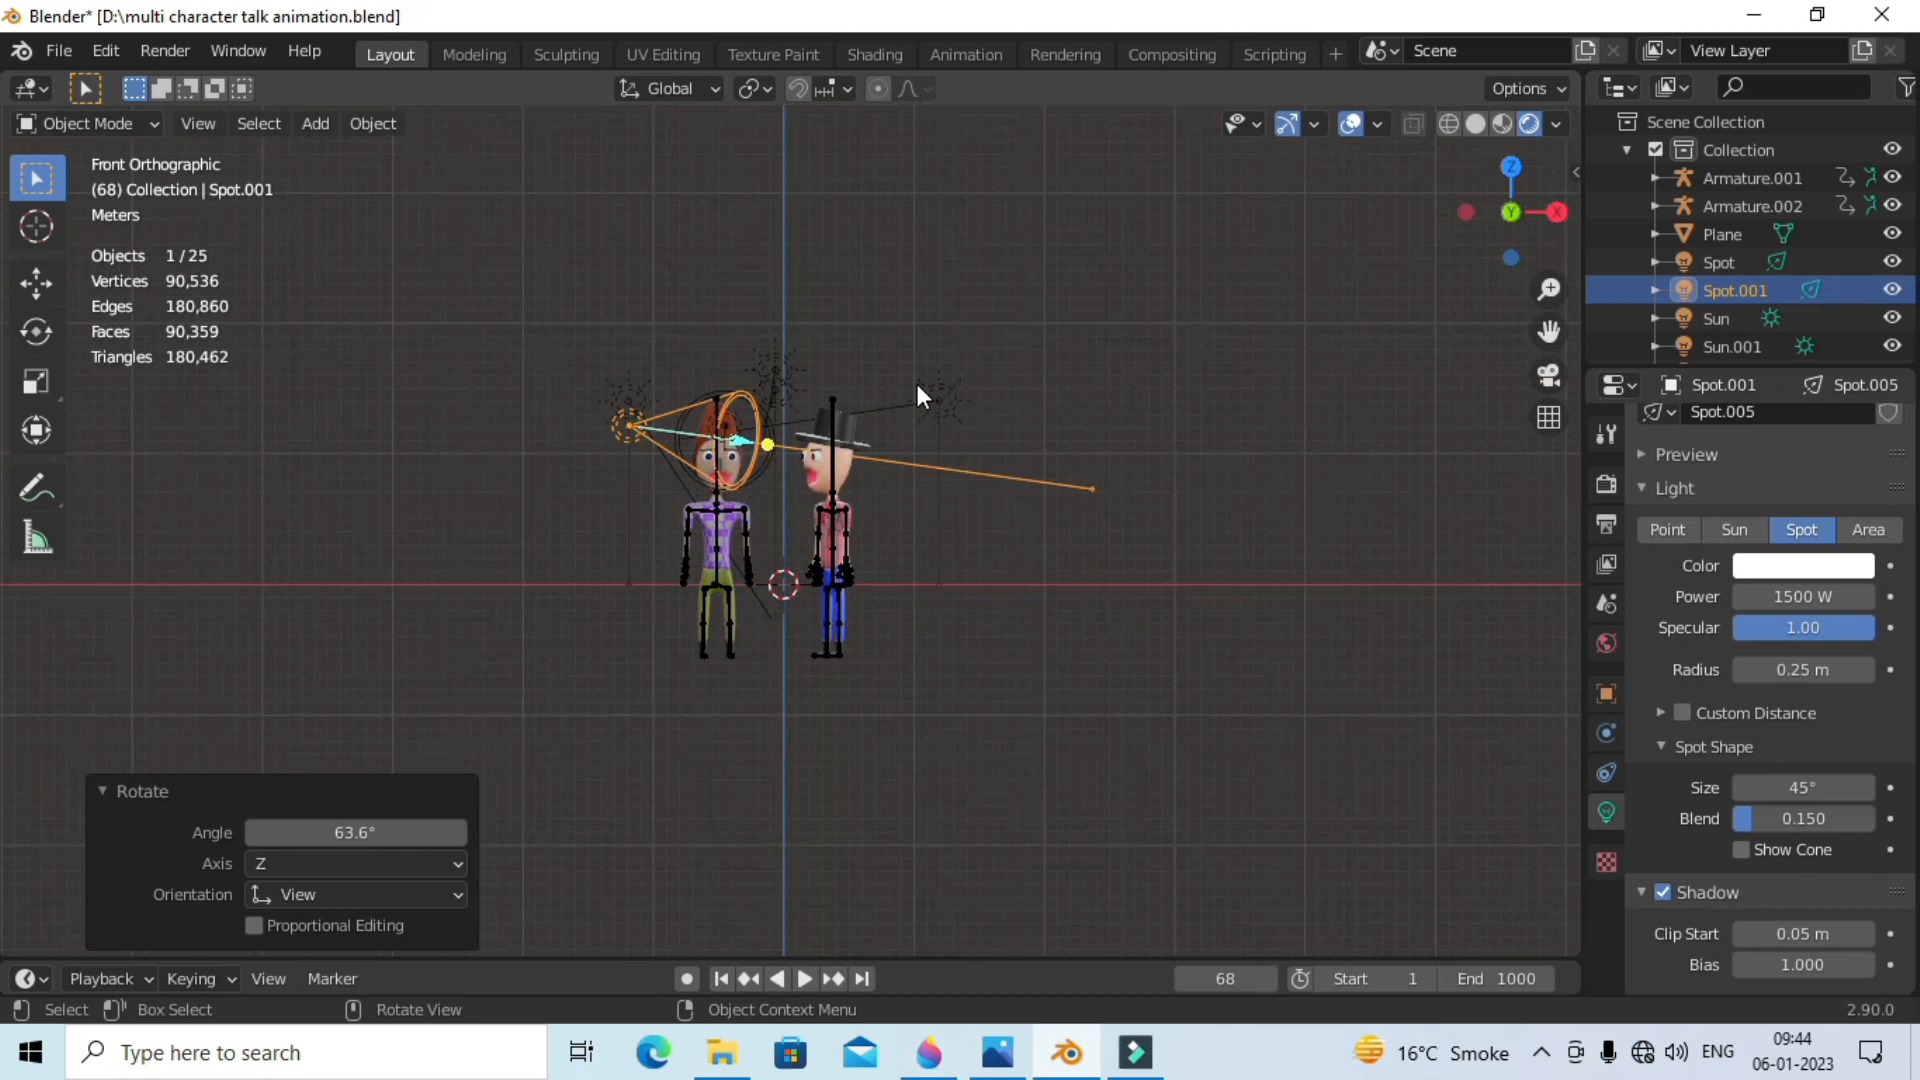 Blender* [D:\multi character talk animation.blend]
File Edit Render Window Help Layout Modeling Sculpting UV Editing Texture Paint Shading Animation Rendering Compositing Scripting + Scene View Layer
Global Options
Object Mode View Select Add Object
Scene Collection
Collection
Armature.001
Armature.002
Plane
Spot
Spot.001
Sun
Sun.001
Front Orthographic
(68) Collection | Spot.001
Meters
Objects 1 / 25
Vertices 90,536
Edges 180,860
Faces 90,359
Triangles 180,462
Z
Y
X
Spot.001 Spot.005
Spot.005
Preview
Light
Point Sun Spot Area
Color
Power 1500 W
Specular 1.00
Radius 0.25 m
Custom Distance
Spot Shape
Size 45°
Blend 0.150
Show Cone
Shadow
Clip Start 0.05 m
Bias 1.000
Rotate
Angle 63.6°
Axis Z
Orientation View
Proportional Editing
Playback Keying View Marker 68 Start 1 End 1000
Select Box Select Rotate View Object Context Menu 2.90.0
Type here to search
16°C Smoke ENG
09:44
06-01-2023